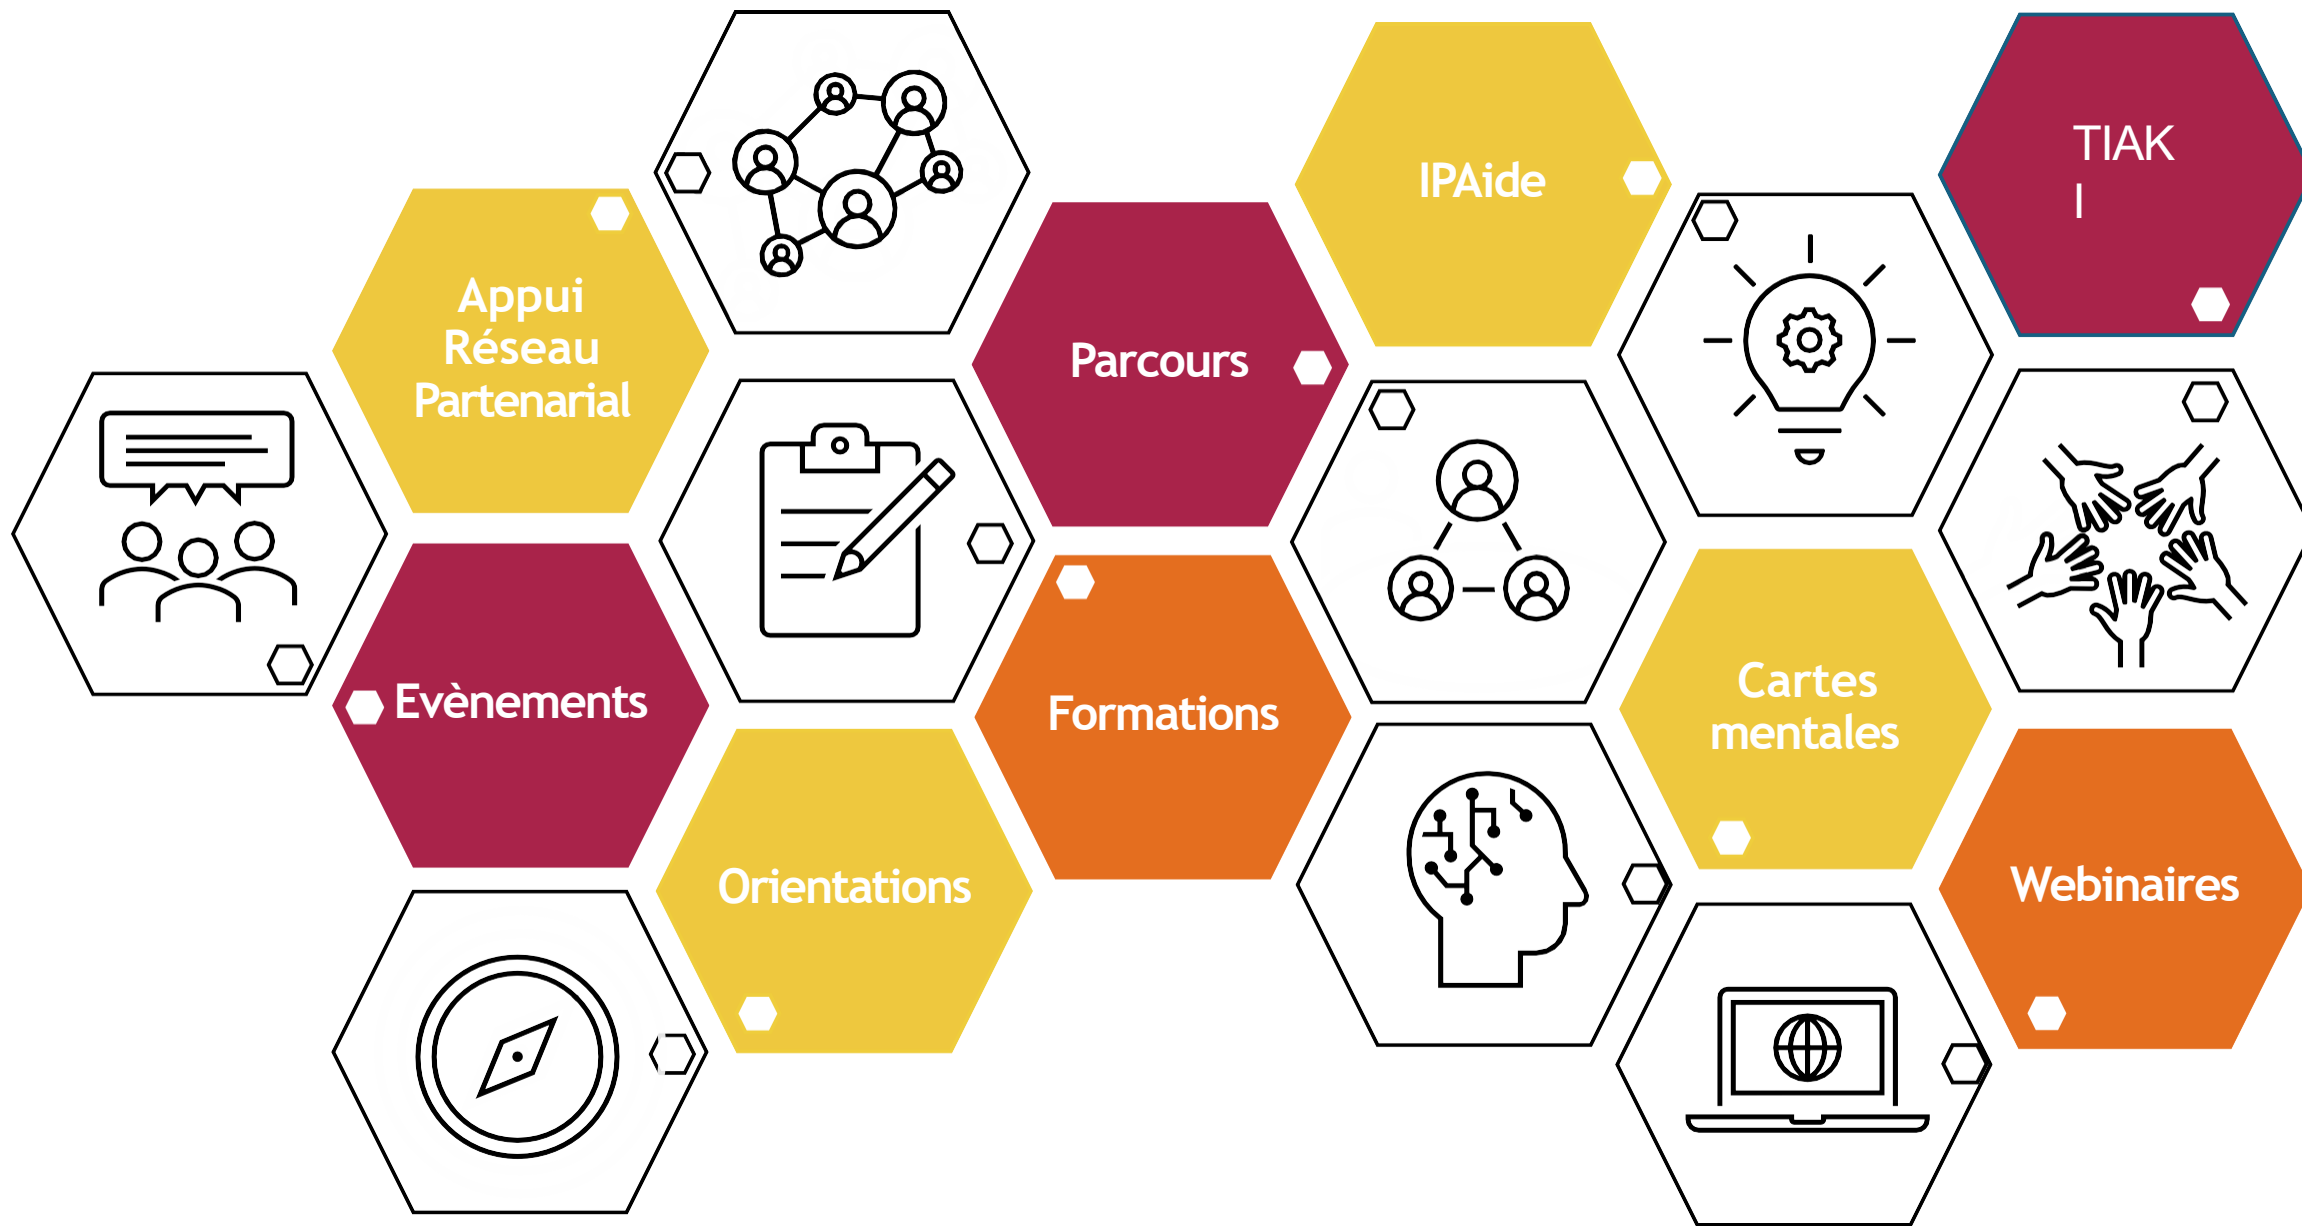 Appui
Réseau
Partenarial
Evènements
Orientations
Parcours
Formations
IPAide
Cartes
mentales
TIAK
I
Webinaires